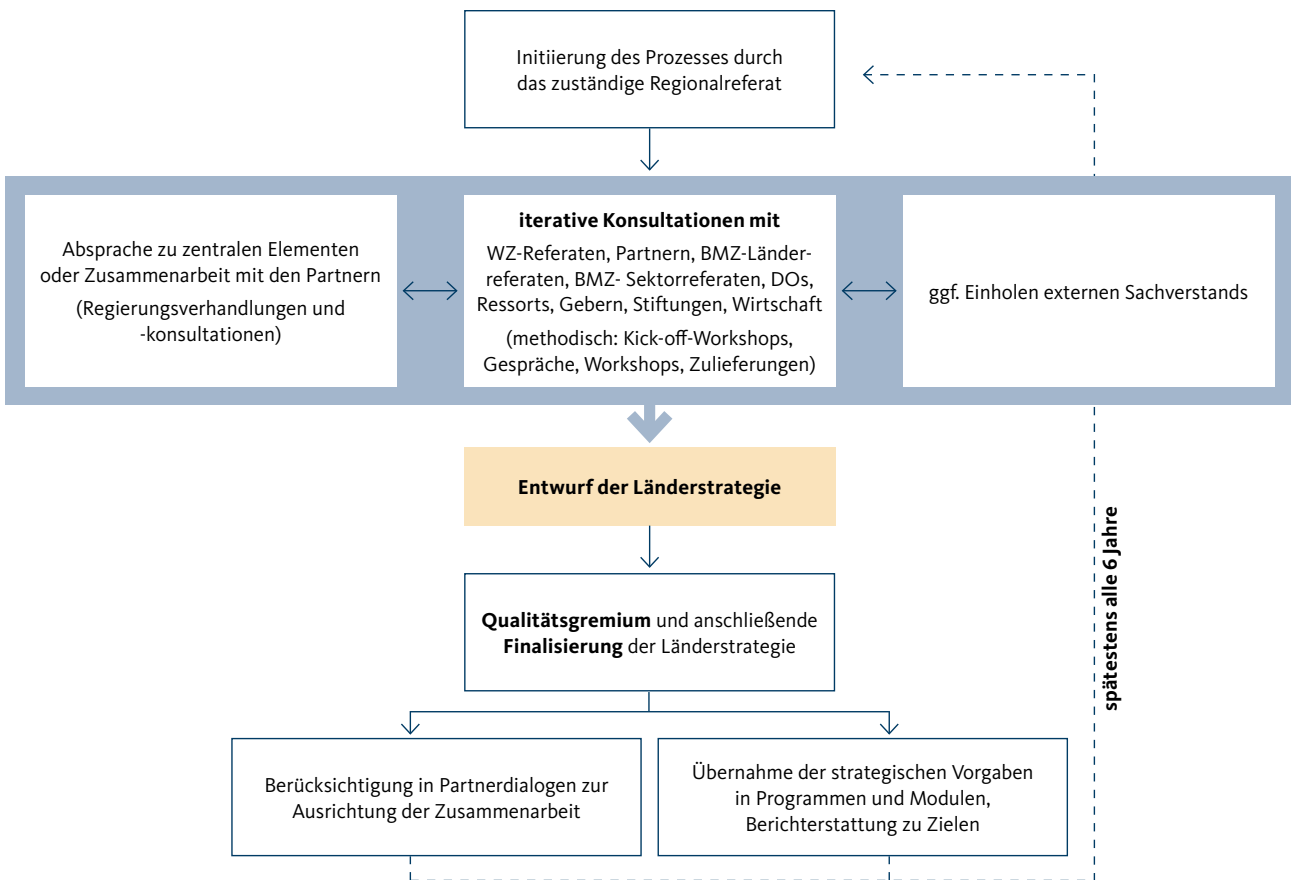 Initiierung des Prozesses durch
das zuständige Regionalreferat
Absprache zu zentralen Elementen
oder Zusammenarbeit mit den Partnern
(Regierungsverhandlungen und
-konsultationen)
iterative Konsultationen mit
WZ-Referaten, Partnern, BMZ-Länder-
referaten, BMZ- Sektorreferaten, DOs,
Ressorts, Gebern, Stiftungen, Wirtschaft
(methodisch: Kick-off-Workshops,
Gespräche, Workshops, Zulieferungen)
ggf. Einholen externen Sachverstands
Entwurf der Länderstrategie
Qualitätsgremium und anschließende
Finalisierung der Länderstrategie
spätestens alle 6 Jahre
Berücksichtigung in Partnerdialogen zur
Ausrichtung der Zusammenarbeit
Übernahme der strategischen Vorgaben
in Programmen und Modulen,
Berichterstattung zu Zielen